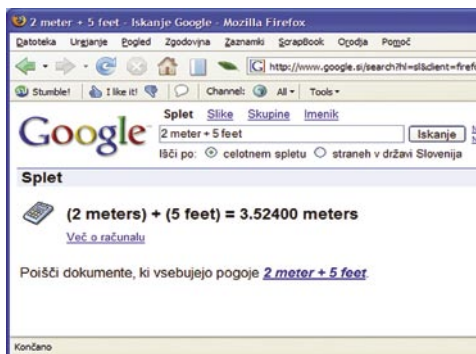 2 meter + 5 feet - Iskanje Google - Mozilla Firefox
Datoteka Urejanje Pogled Zgodovina Zaznamki ScrapBook Orodja Pomoč
http://www.google.si/search?hl=sl&client=firefo
Stumble! I like it! Channel: All Tools
Splet Slike Skupine Imenik
Google
2 meter + 5 feet Iskanje
Išči po: celotnem spletu straneh v državi Slovenija
Splet
(2 meters) + (5 feet) = 3.52400 meters
Več o računalu
Poišči dokumente, ki vsebujejo pogoje 2 meter + 5 feet.
Končano